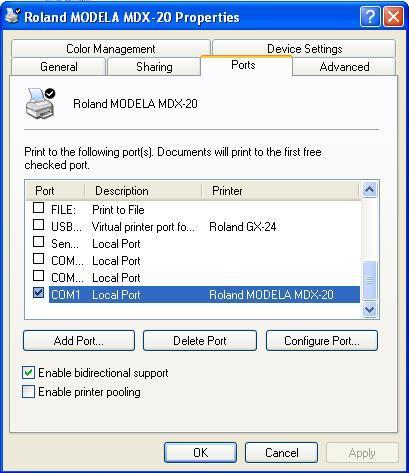 Roland MODELA MDX-20 Properties
Color Management Device Settings
General Sharing Ports Advanced
Roland MODELA MDX-20
Print to the following port(s). Documents will print to the first free
checked port.
Port Description Printer
FILE: Print to File
USB... Virtual printer port fo... Roland GX-24
Sen... Local Port
COM... Local Port
COM... Local Port
COM1 Local Port Roland MODELA MDX-20
Add Port... Delete Port Configure Port...
Enable bidirectional support
Enable printer pooling
OK Cancel Apply